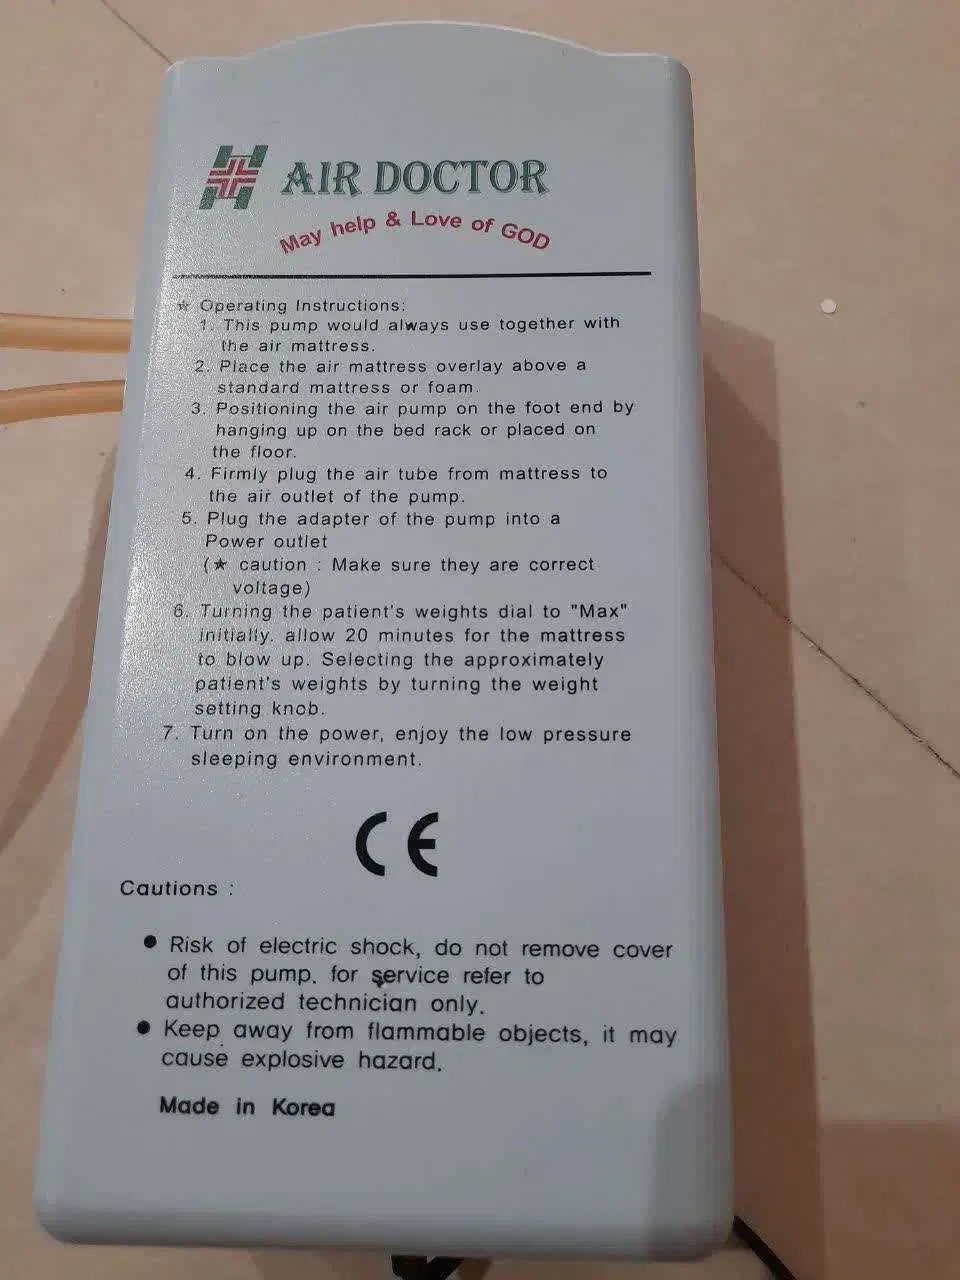 AIR DOCTOR
May help & Love of GOD
★ Operating Instructions:
1. This pump would always use together with
the air mattress.
2. Place the air mattress overlay above a
standard mattress or foam.
3. Positioning the air pump on the foot end by
hanging up on the bed rack or placed on
the floor.
4. Firmly plug the air tube from mattress to
the air outlet of the pump.
5. Plug the adapter of the pump into a
Power outlet
(★ caution : Make sure they are correct
voltage)
6. Turning the patient's weights dial to "Max"
initially. allow 20 minutes for the mattress
to blow up. Selecting the approximately
patient's weights by turning the weight
setting knob.
7. Turn on the power, enjoy the low pressure
sleeping environment.
CE
Cautions :
● Risk of electric shock, do not remove cover
of this pump. for service refer to
authorized technician only.
● Keep away from flammable objects, it may
cause explosive hazard.
Made in Korea